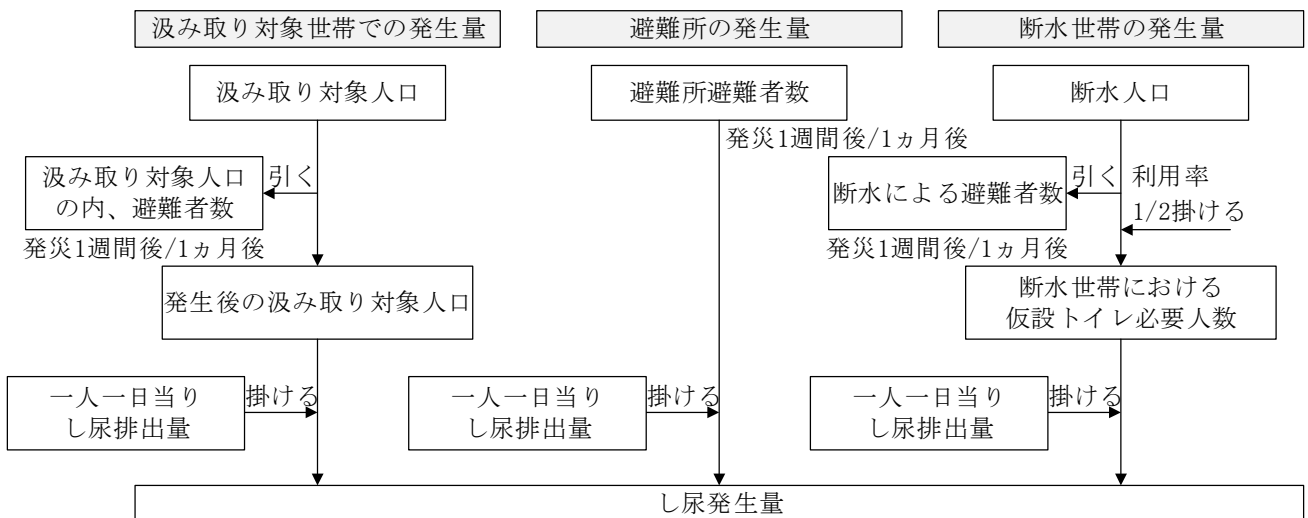 汲み取り対象世帯での発生量
避難所の発生量
断水世帯の発生量
汲み取り対象人口
避難所避難者数
断水人口
発災1週間後/1ヵ月後
汲み取り対象人口
の内、避難者数
引く
断水による避難者数
引く
利用率
1/2掛ける
発災1週間後/1ヵ月後
発災1週間後/1ヵ月後
発生後の汲み取り対象人口
断水世帯における
仮設トイレ必要人数
一人一日当り
し尿排出量
掛ける
一人一日当り
し尿排出量
掛ける
一人一日当り
し尿排出量
掛ける
し尿発生量